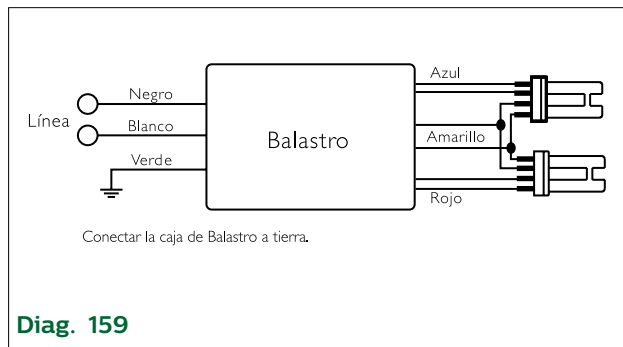 Línea
Negro
Blanco
Verde
Balastro
Azul
Amarillo
Rojo
Conectar la caja de Balastro a tierra.
Diag. 159